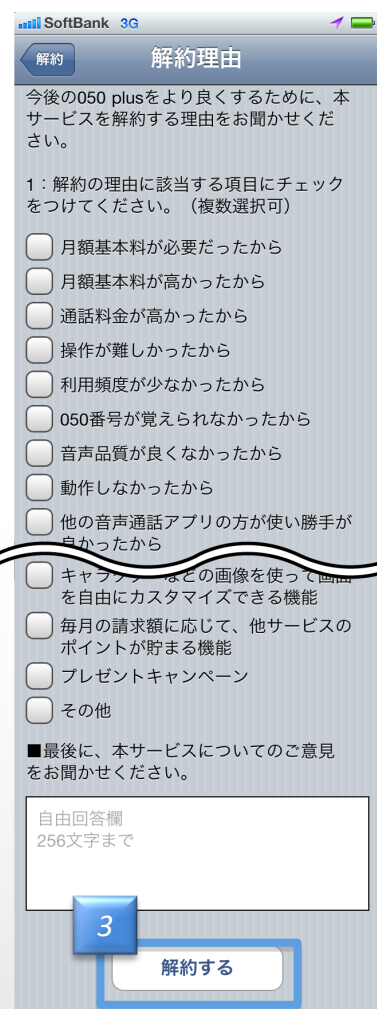 SoftBank 3G
解約 解約理由
今後の050 plusをより良くするために、本
サービスを解約する理由をお聞かせくだ
さい。
1：解約の理由に該当する項目にチェック
をつけてください。（複数選択可）
月額基本料が必要だったから
月額基本料が高かったから
通話料金が高かったから
操作が難しかったから
利用頻度が少なかったから
050番号が覚えられなかったから
音声品質が良くなかったから
動作しなかったから
他の音声通話アプリの方が使い勝手が
良かったから
などの画像を使って画面
を自由にカスタマイズできる機能
毎月の請求額に応じて、他サービスの
ポイントが貯まる機能
プレゼントキャンペーン
その他
■最後に、本サービスについてのご意見
をお聞かせください。
自由回答欄
256文字まで
3
解約する